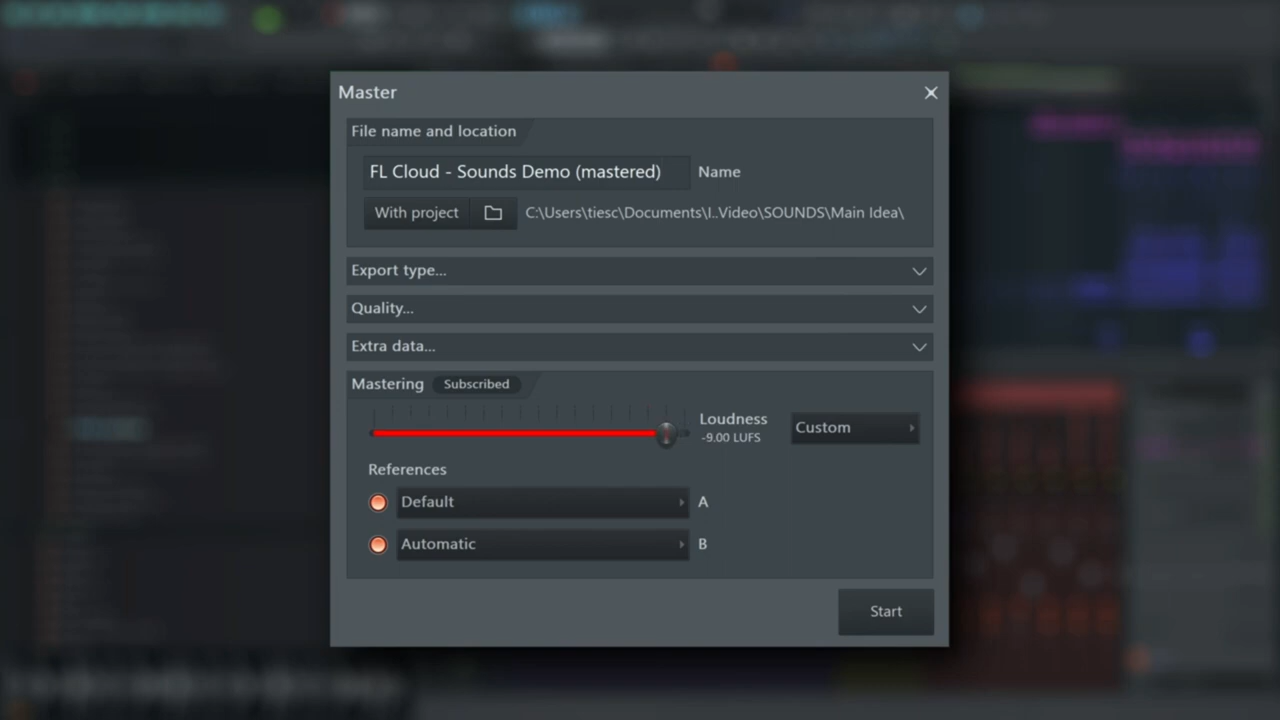 Master
File name and location
FL Cloud - Sounds Demo (mastered) Name
With project C:\Users\tiesc\Documents\I..Video\SOUNDS\Main Idea\
Export type...
Quality...
Extra data...
Mastering Subscribed
Loudness
-9.00 LUFS
Custom
References
Default A
Automatic B
Start